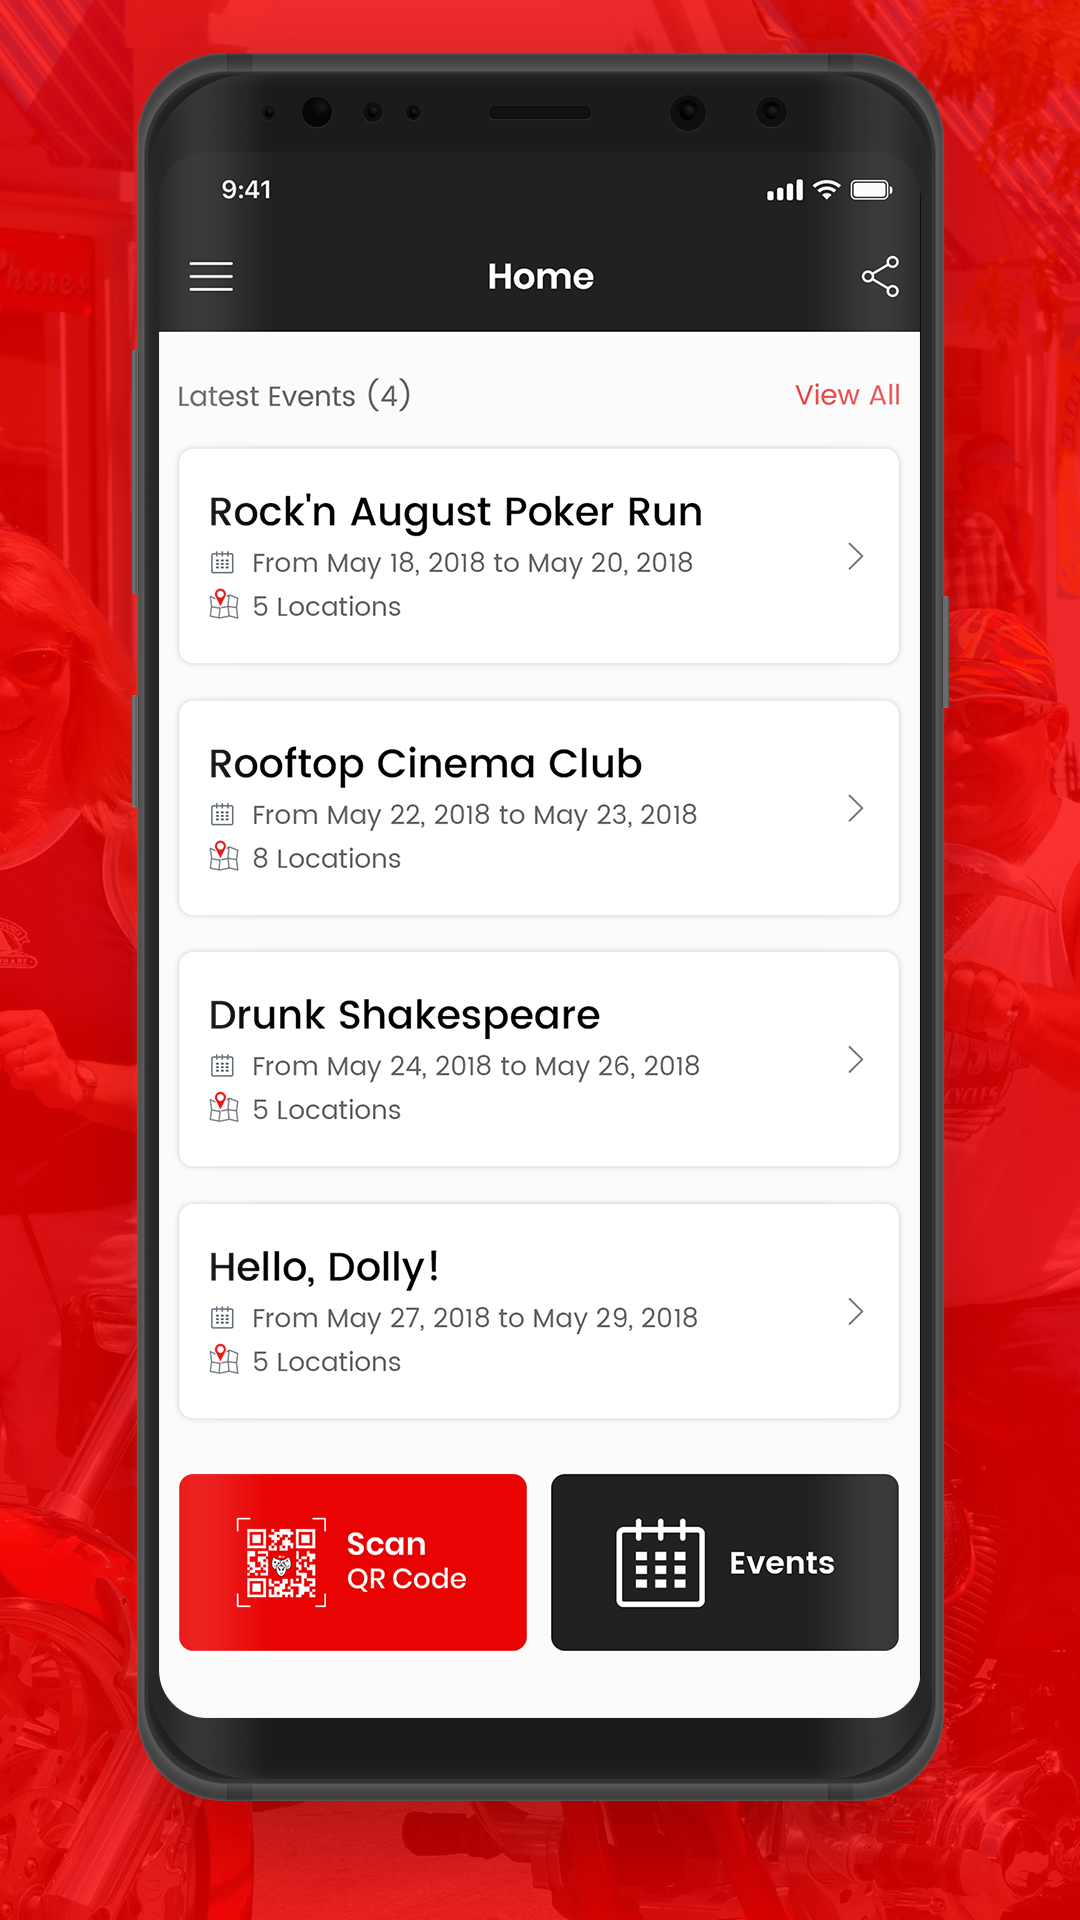 9:41
Home
Latest Events (4)
View All
Rock'n August Poker Run
From May 18, 2018 to May 20, 2018
5 Locations
Rooftop Cinema Club
From May 22, 2018 to May 23, 2018
8 Locations
Drunk Shakespeare
From May 24, 2018 to May 26, 2018
5 Locations
Hello, Dolly!
From May 27, 2018 to May 29, 2018
5 Locations
Scan
QR Code
Events
Phones